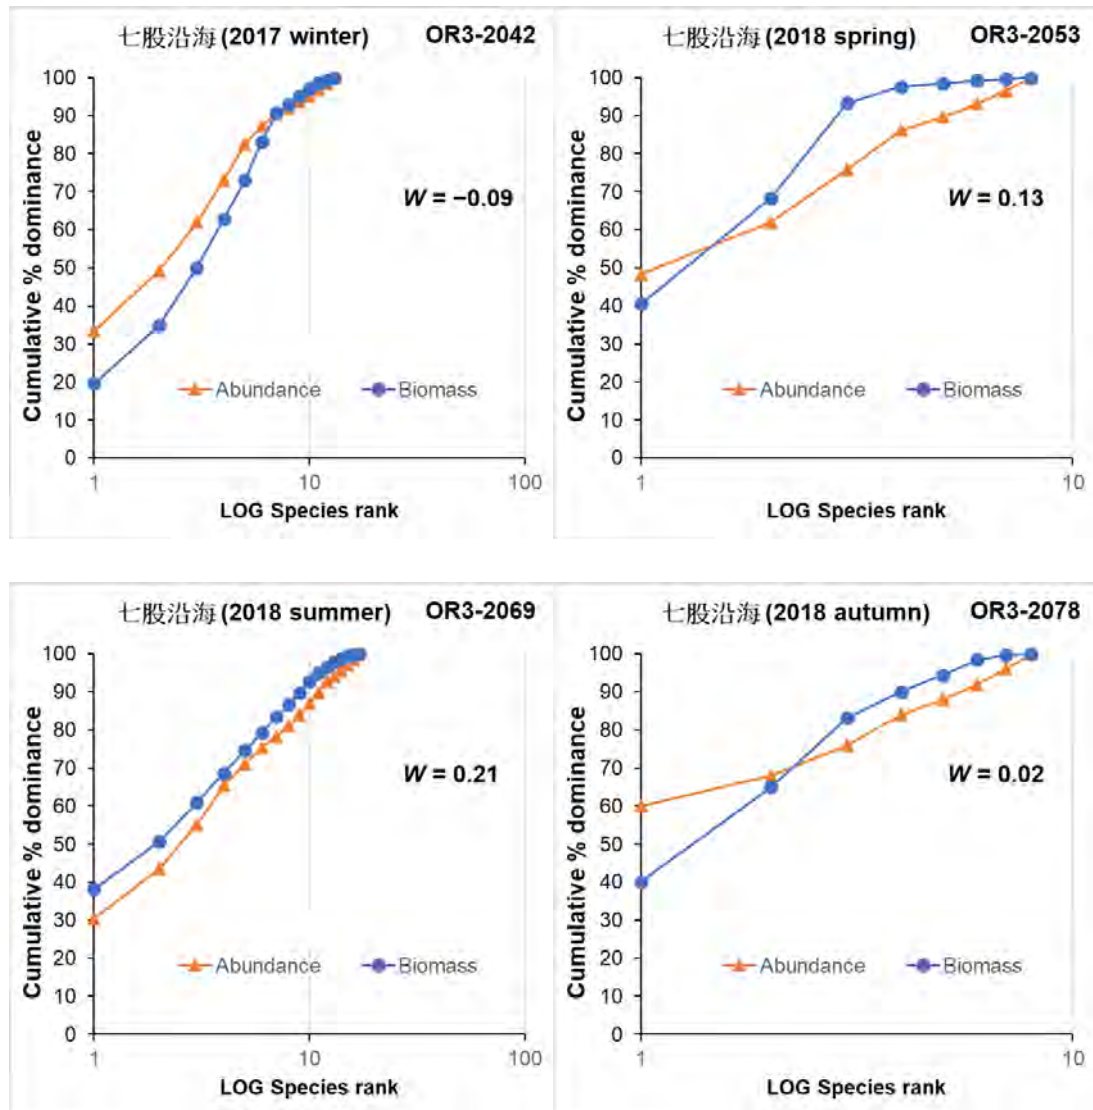 七股沿海 (2017 winter) OR3-2042
100
90
80
70
60
50
40
30
20
10
0
Cumulative % dominance
W = −0.09
Abundance Biomass
1 10 100
LOG Species rank
七股沿海 (2018 spring) OR3-2053
100
90
80
70
60
50
40
30
20
10
0
Cumulative % dominance
W = 0.13
Abundance Biomass
1 10
LOG Species rank
七股沿海 (2018 summer) OR3-2069
100
90
80
70
60
50
40
30
20
10
0
Cumulative % dominance
W = 0.21
Abundance Biomass
1 10 100
LOG Species rank
七股沿海 (2018 autumn) OR3-2078
100
90
80
70
60
50
40
30
20
10
0
Cumulative % dominance
W = 0.02
Abundance Biomass
1 10
LOG Species rank